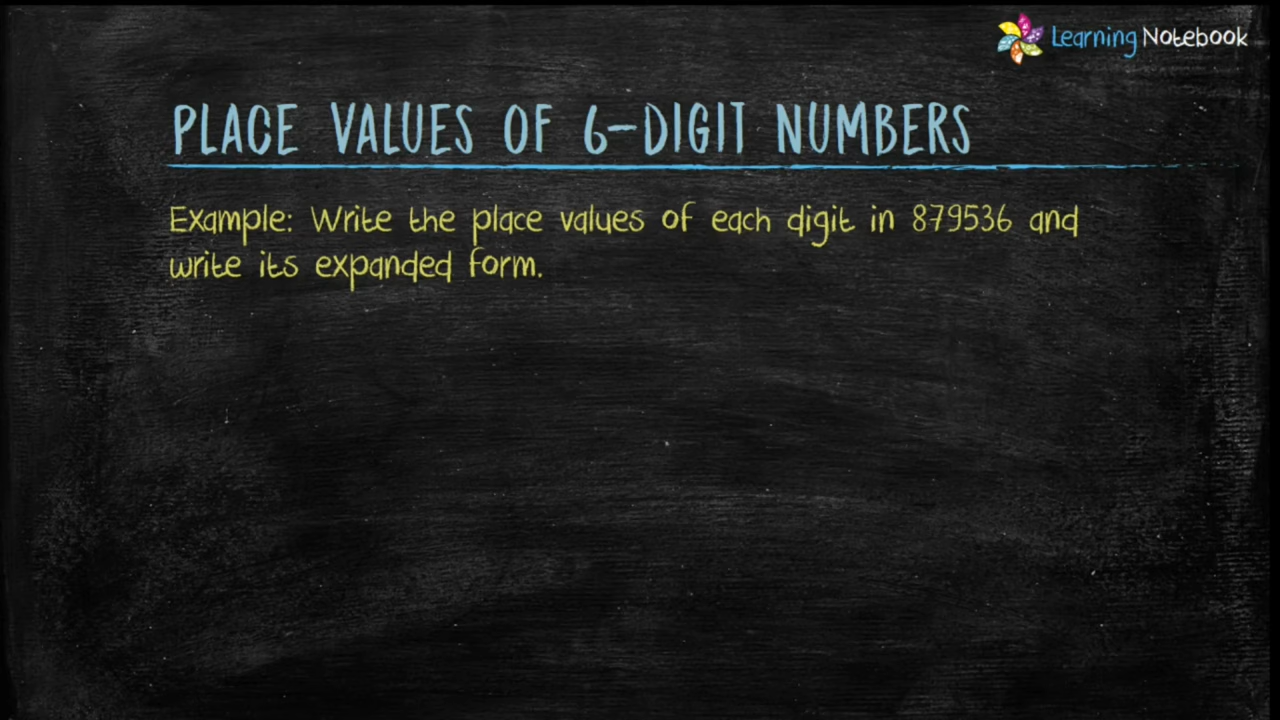 Learning Notebook
PLACE VALUES OF 6-DIGIT NUMBERS
Example: Write the place values of each digit in 879536 and
write its expanded form.